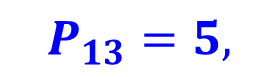 P₁₃ = 5,